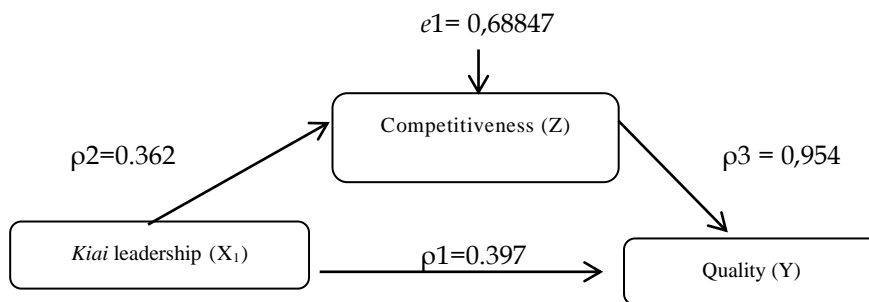 e1= 0,68847
Competitiveness (Z)
ρ2=0.362
ρ3 = 0,954
Kiai leadership (X₁)
ρ1=0.397
Quality (Y)